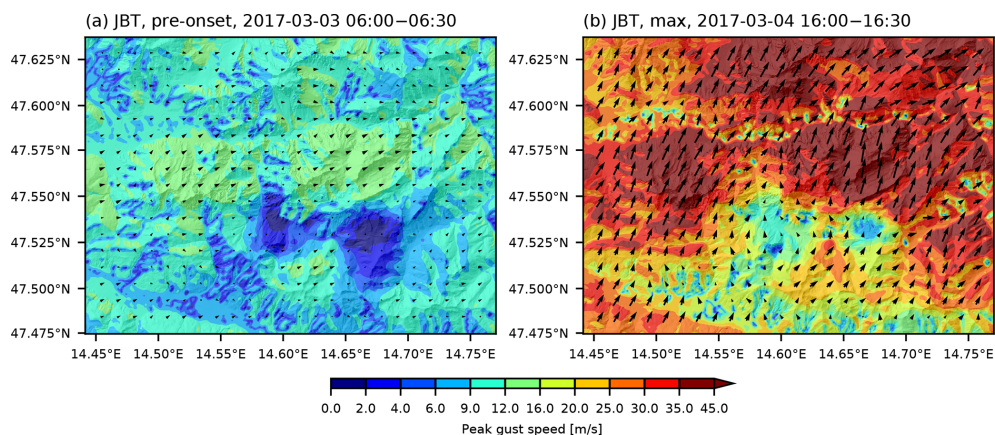 (a) JBT, pre-onset, 2017-03-03 06:00−06:30
(b) JBT, max, 2017-03-04 16:00−16:30
47.625°N
47.600°N
47.575°N
47.550°N
47.525°N
47.500°N
47.475°N
47.625°N
47.600°N
47.575°N
47.550°N
47.525°N
47.500°N
47.475°N
14.45°E 14.50°E 14.55°E 14.60°E 14.65°E 14.70°E 14.75°E
14.45°E 14.50°E 14.55°E 14.60°E 14.65°E 14.70°E 14.75°E
0.0 2.0 4.0 6.0 9.0 12.0 16.0 20.0 25.0 30.0 35.0 45.0
Peak gust speed [m/s]